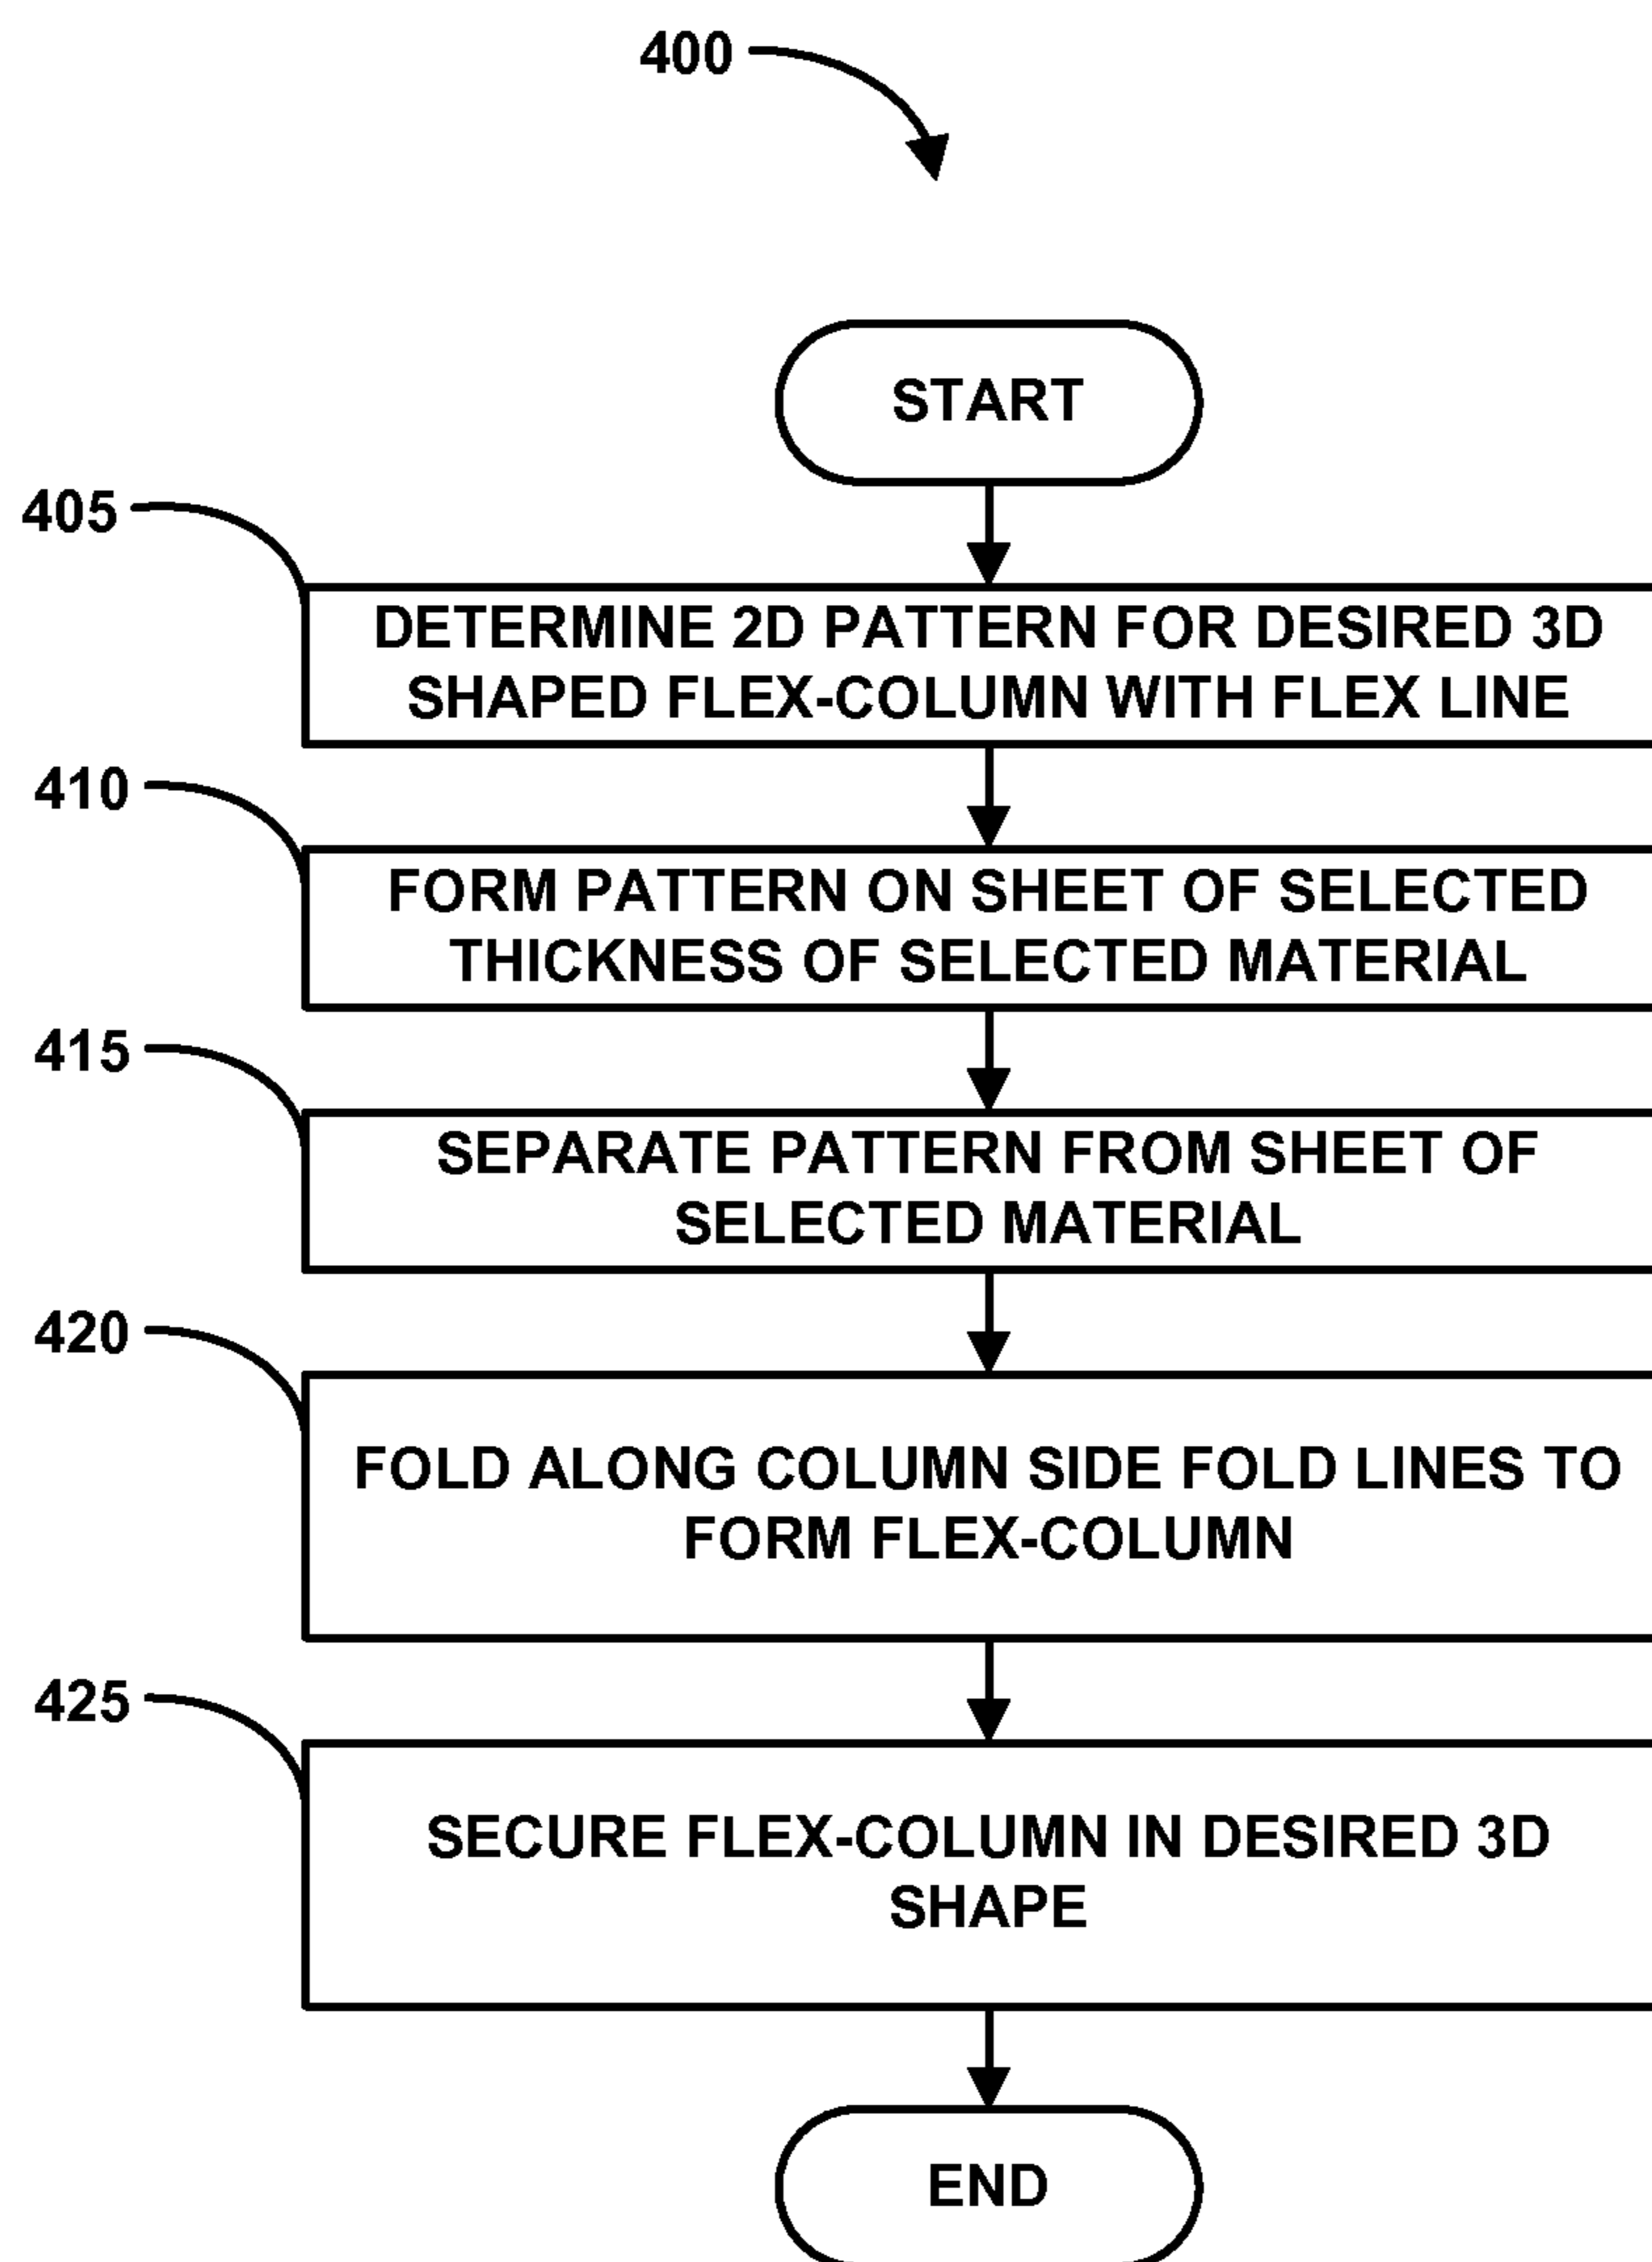 400
START
405
DETERMINE 2D PATTERN FOR DESIRED 3D
SHAPED FLEX-COLUMN WITH FLEX LINE
410
FORM PATTERN ON SHEET OF SELECTED
THICKNESS OF SELECTED MATERIAL
415
SEPARATE PATTERN FROM SHEET OF
SELECTED MATERIAL
420
FOLD ALONG COLUMN SIDE FOLD LINES TO
FORM FLEX-COLUMN
425
SECURE FLEX-COLUMN IN DESIRED 3D
SHAPE
END